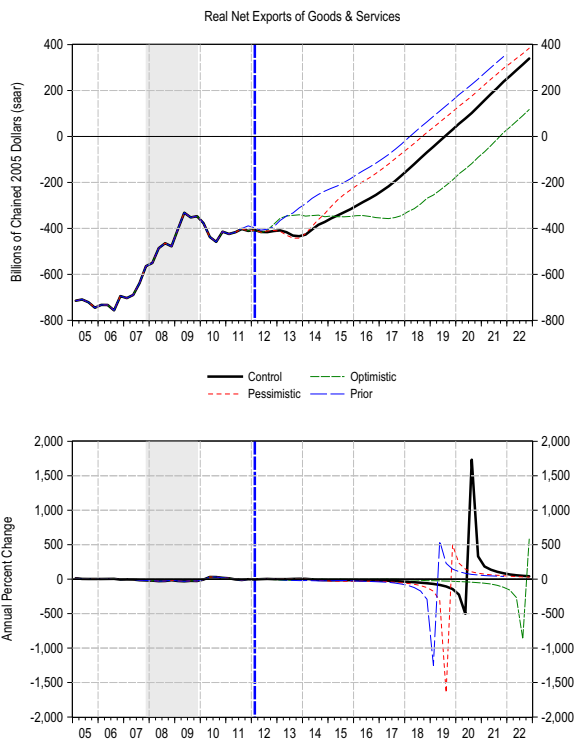 Real Net Exports of Goods & Services
Billions of Chained 2005 Dollars (saar)
400 400
200 200
0 0
-200 -200
-400 -400
-600 -600
-800 -800
05 06 07 08 09 10 11 12 13 14 15 16 17 18 19 20 21 22
Control Optimistic
Pessimistic Prior
Annual Percent Change
2,000 2,000
1,500 1,500
1,000 1,000
500 500
0 0
-500 -500
-1,000 -1,000
-1,500 -1,500
-2,000 -2,000
05 06 07 08 09 10 11 12 13 14 15 16 17 18 19 20 21 22